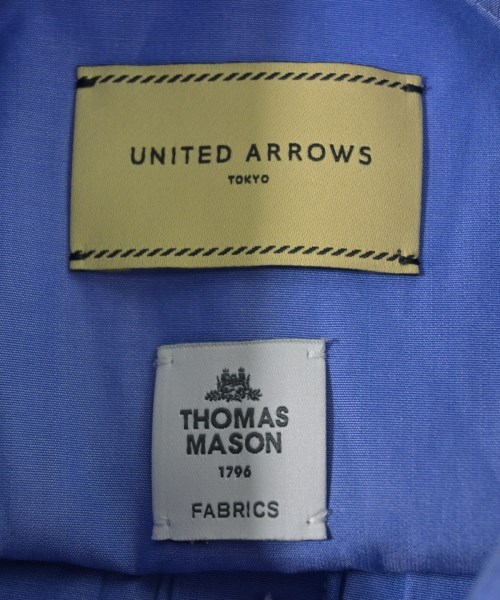 UNITED ARROWS
TOKYO
THOMAS
MASON
1796
FABRICS